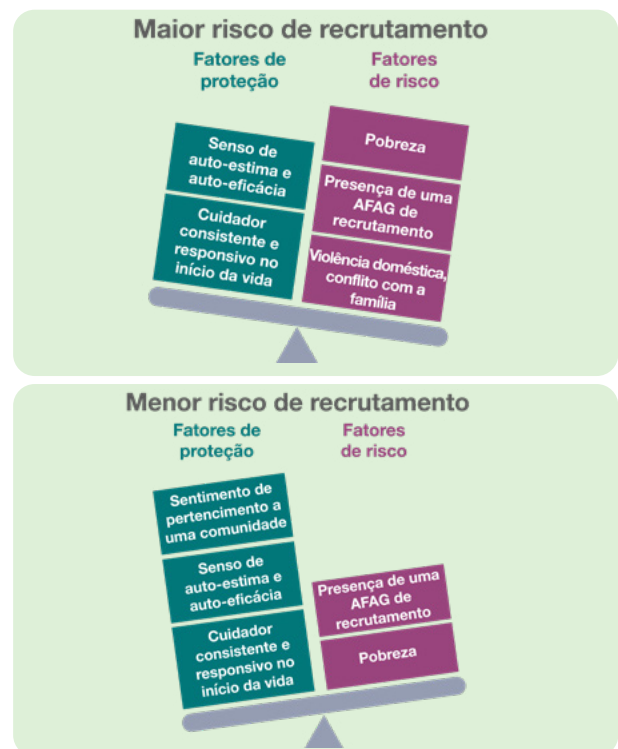 Maior risco de recrutamento
Fatores de
proteção
Fatores
de risco
Senso de
auto-estima e
auto-eficácia
Cuidador
consistente e
responsivo no
início da vida
Pobreza
Presença de uma
AFAG de
recrutamento
Violência doméstica,
conflito com a
família
Menor risco de recrutamento
Fatores de
proteção
Fatores
de risco
Sentimento de
pertencimento a
uma comunidade
Senso de
auto-estima e
auto-eficácia
Cuidador
consistente e
responsivo no
início da vida
Presença de uma
AFAG de
recrutamento
Pobreza